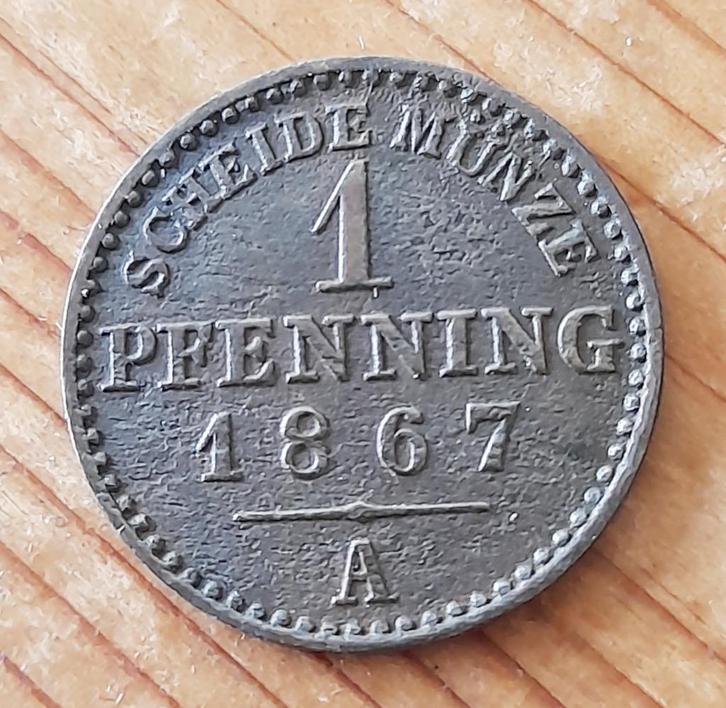 SCHEIDE MÜNZE
1
PFENNING
1867
A